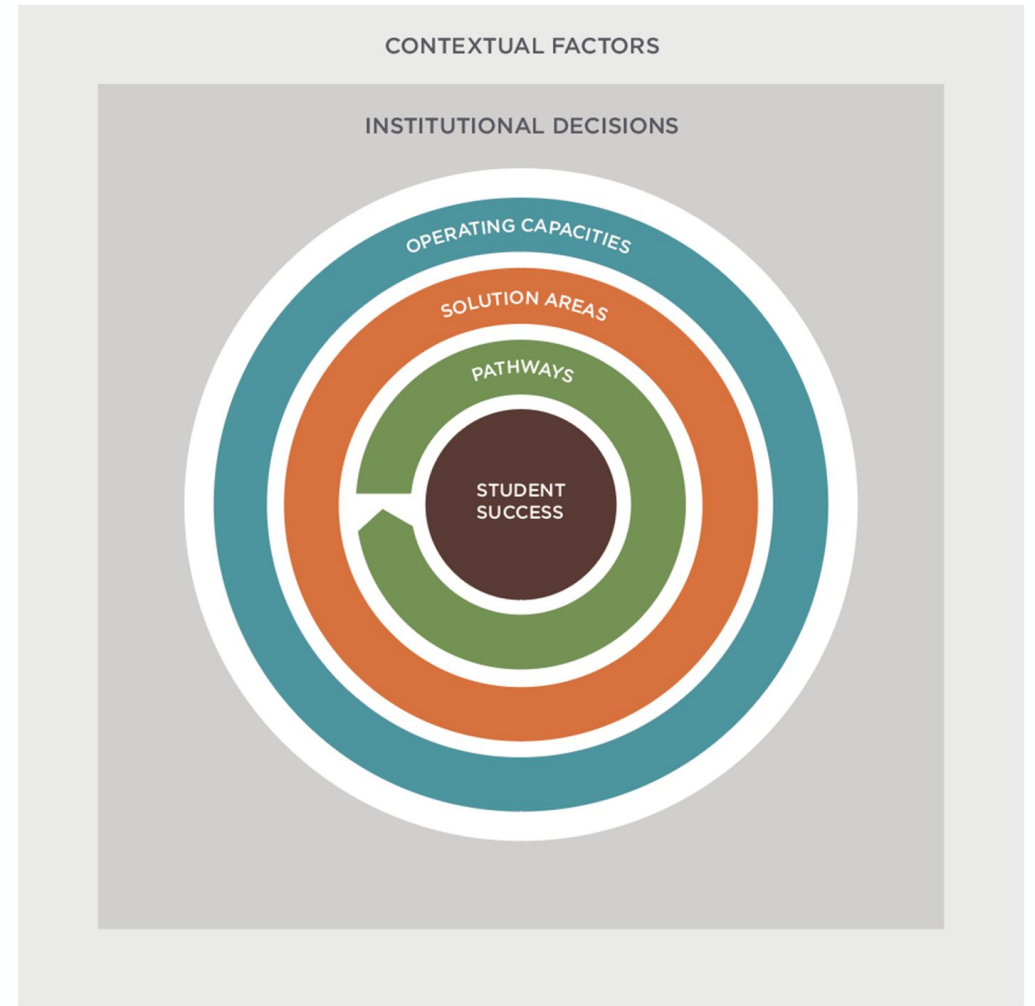 CONTEXTUAL FACTORS
INSTITUTIONAL DECISIONS
OPERATING CAPACITIES
SOLUTION AREAS
PATHWAYS
STUDENT
SUCCESS